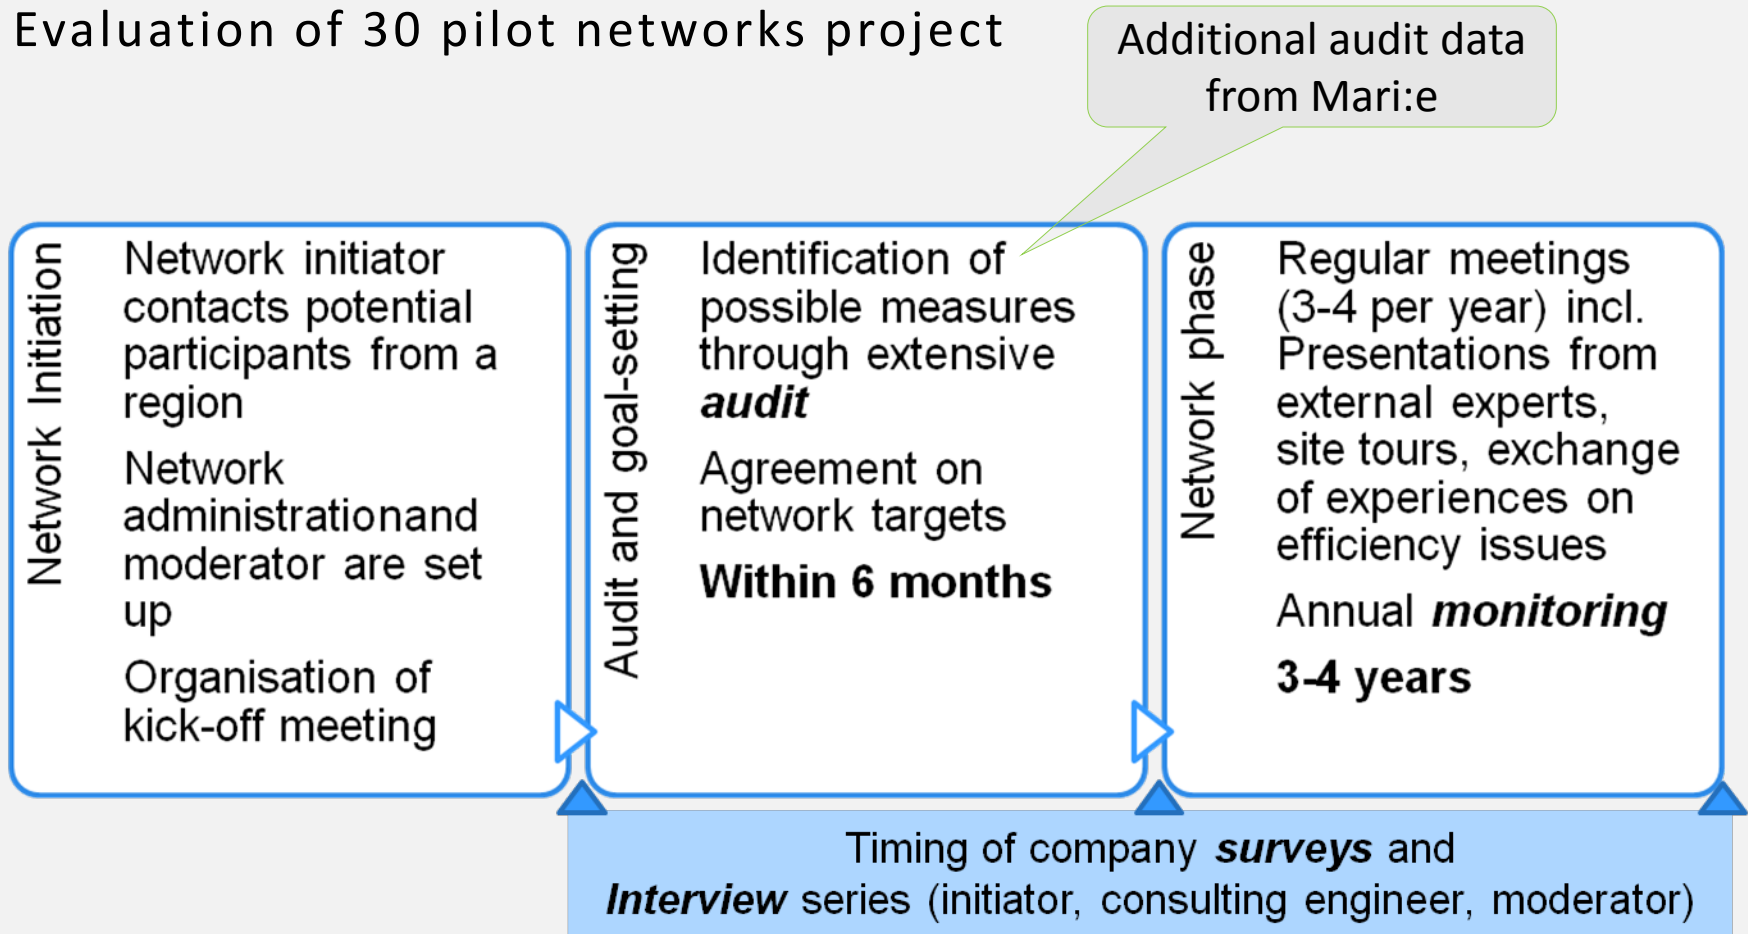 Evaluation of 30 pilot networks project
Additional audit data
from Mari:e
Network Initiation
Network initiator
contacts potential
participants from a
region
Network
administrationand
moderator are set
up
Organisation of
kick-off meeting
Audit and goal-setting
Identification of
possible measures
through extensive
audit
Agreement on
network targets
Within 6 months
Network phase
Regular meetings
(3-4 per year) incl.
Presentations from
external experts,
site tours, exchange
of experiences on
efficiency issues
Annual monitoring
3-4 years
Timing of company surveys and
Interview series (initiator, consulting engineer, moderator)